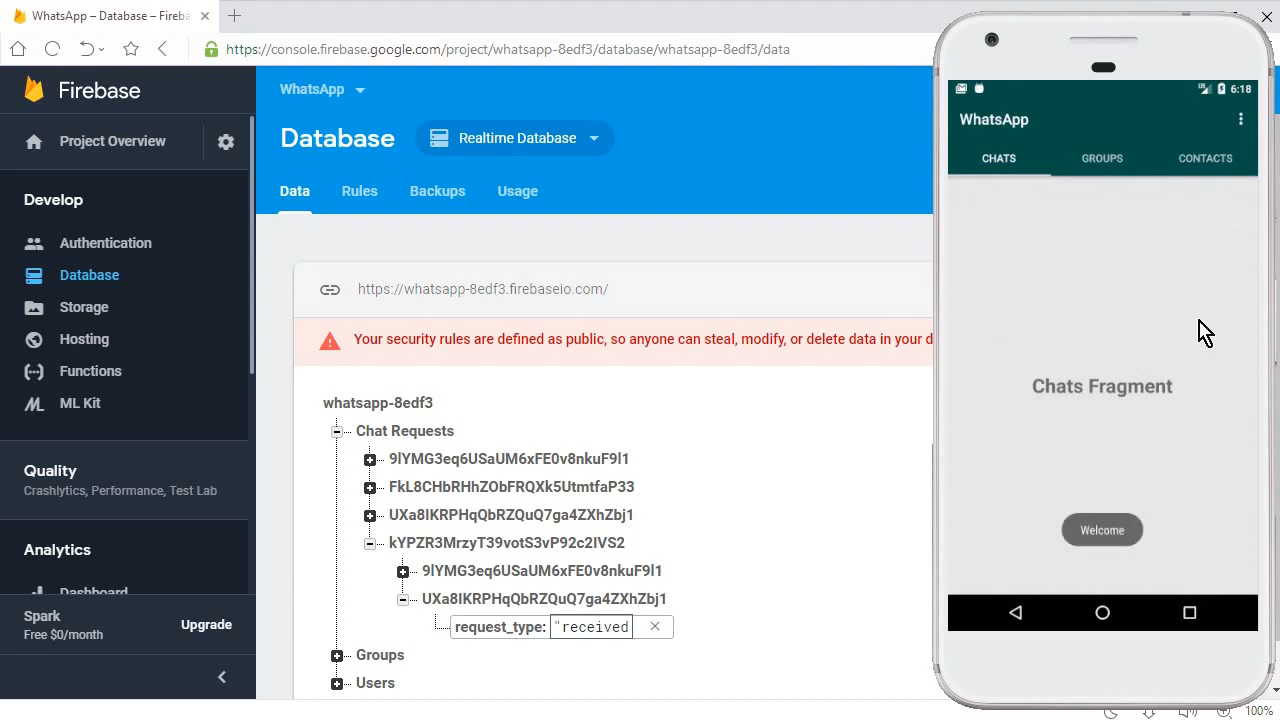 WhatsApp – Database – Fireba
https://console.firebase.google.com/project/whatsapp-8edf3/database/whatsapp-8edf3/data
Firebase
Project Overview
Develop
Authentication
Database
Storage
Hosting
Functions
ML Kit
Quality
Crashlytics, Performance, Test Lab
Analytics
Dashboard
Spark
Free $0/month
Upgrade
WhatsApp
Database
Realtime Database
Data
Rules
Backups
Usage
https://whatsapp-8edf3.firebaseio.com/
Your security rules are defined as public, so anyone can steal, modify, or delete data in your d
whatsapp-8edf3
Chat Requests
9lYMG3eq6USaUM6xFE0v8nkuF9l1
FkL8CHbRHhZObFRQXk5UtmtfaP33
UXa8IKRPHqQbRZQuQ7ga4ZXhZbj1
kYPZR3MrzyT39votS3vP92c2IVS2
9lYMG3eq6USaUM6xFE0v8nkuF9l1
UXa8IKRPHqQbRZQuQ7ga4ZXhZbj1
request_type: "received
Groups
Users
6:18
WhatsApp
CHATS
GROUPS
CONTACTS
Chats Fragment
Welcome
100%